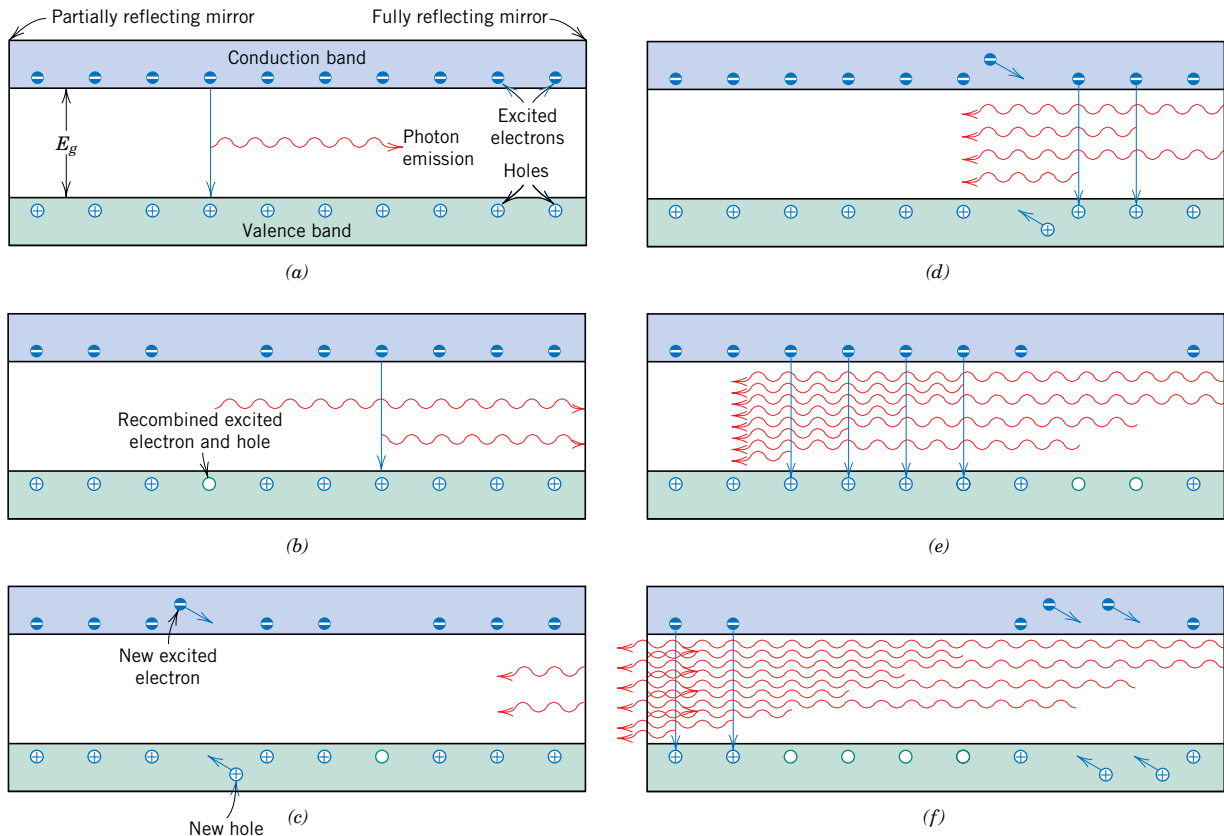 Partially reflecting mirror
Fully reflecting mirror
Conduction band
E_g
Photon
emission
Excited
electrons
Holes
Valence band
(a)
Recombined excited
electron and hole
(b)
New excited
electron
New hole
(c)
(d)
(e)
(f)